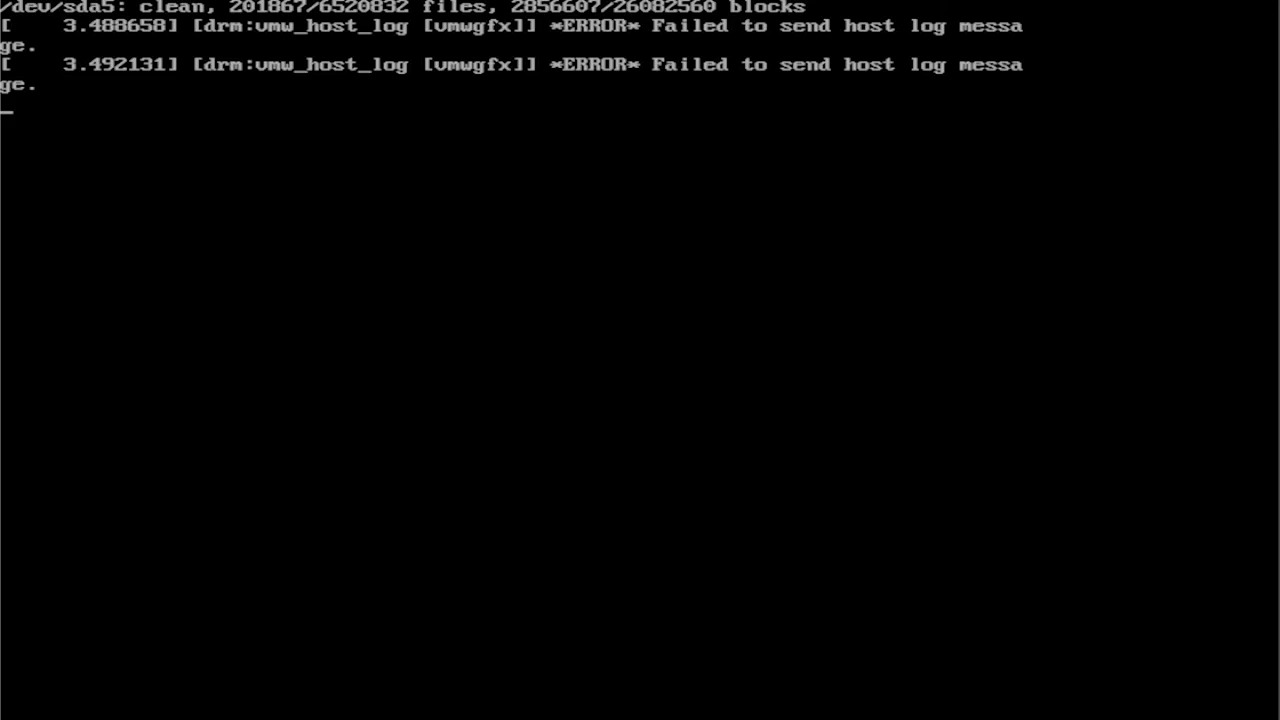 /dev/sda5: clean, 201867/6520832 files, 2856607/26082560 blocks
[    3.488658] [drm:vmw_host_log [vmwgfx]] *ERROR* Failed to send host log messa
ge.
[    3.492131] [drm:vmw_host_log [vmwgfx]] *ERROR* Failed to send host log messa
ge.
_